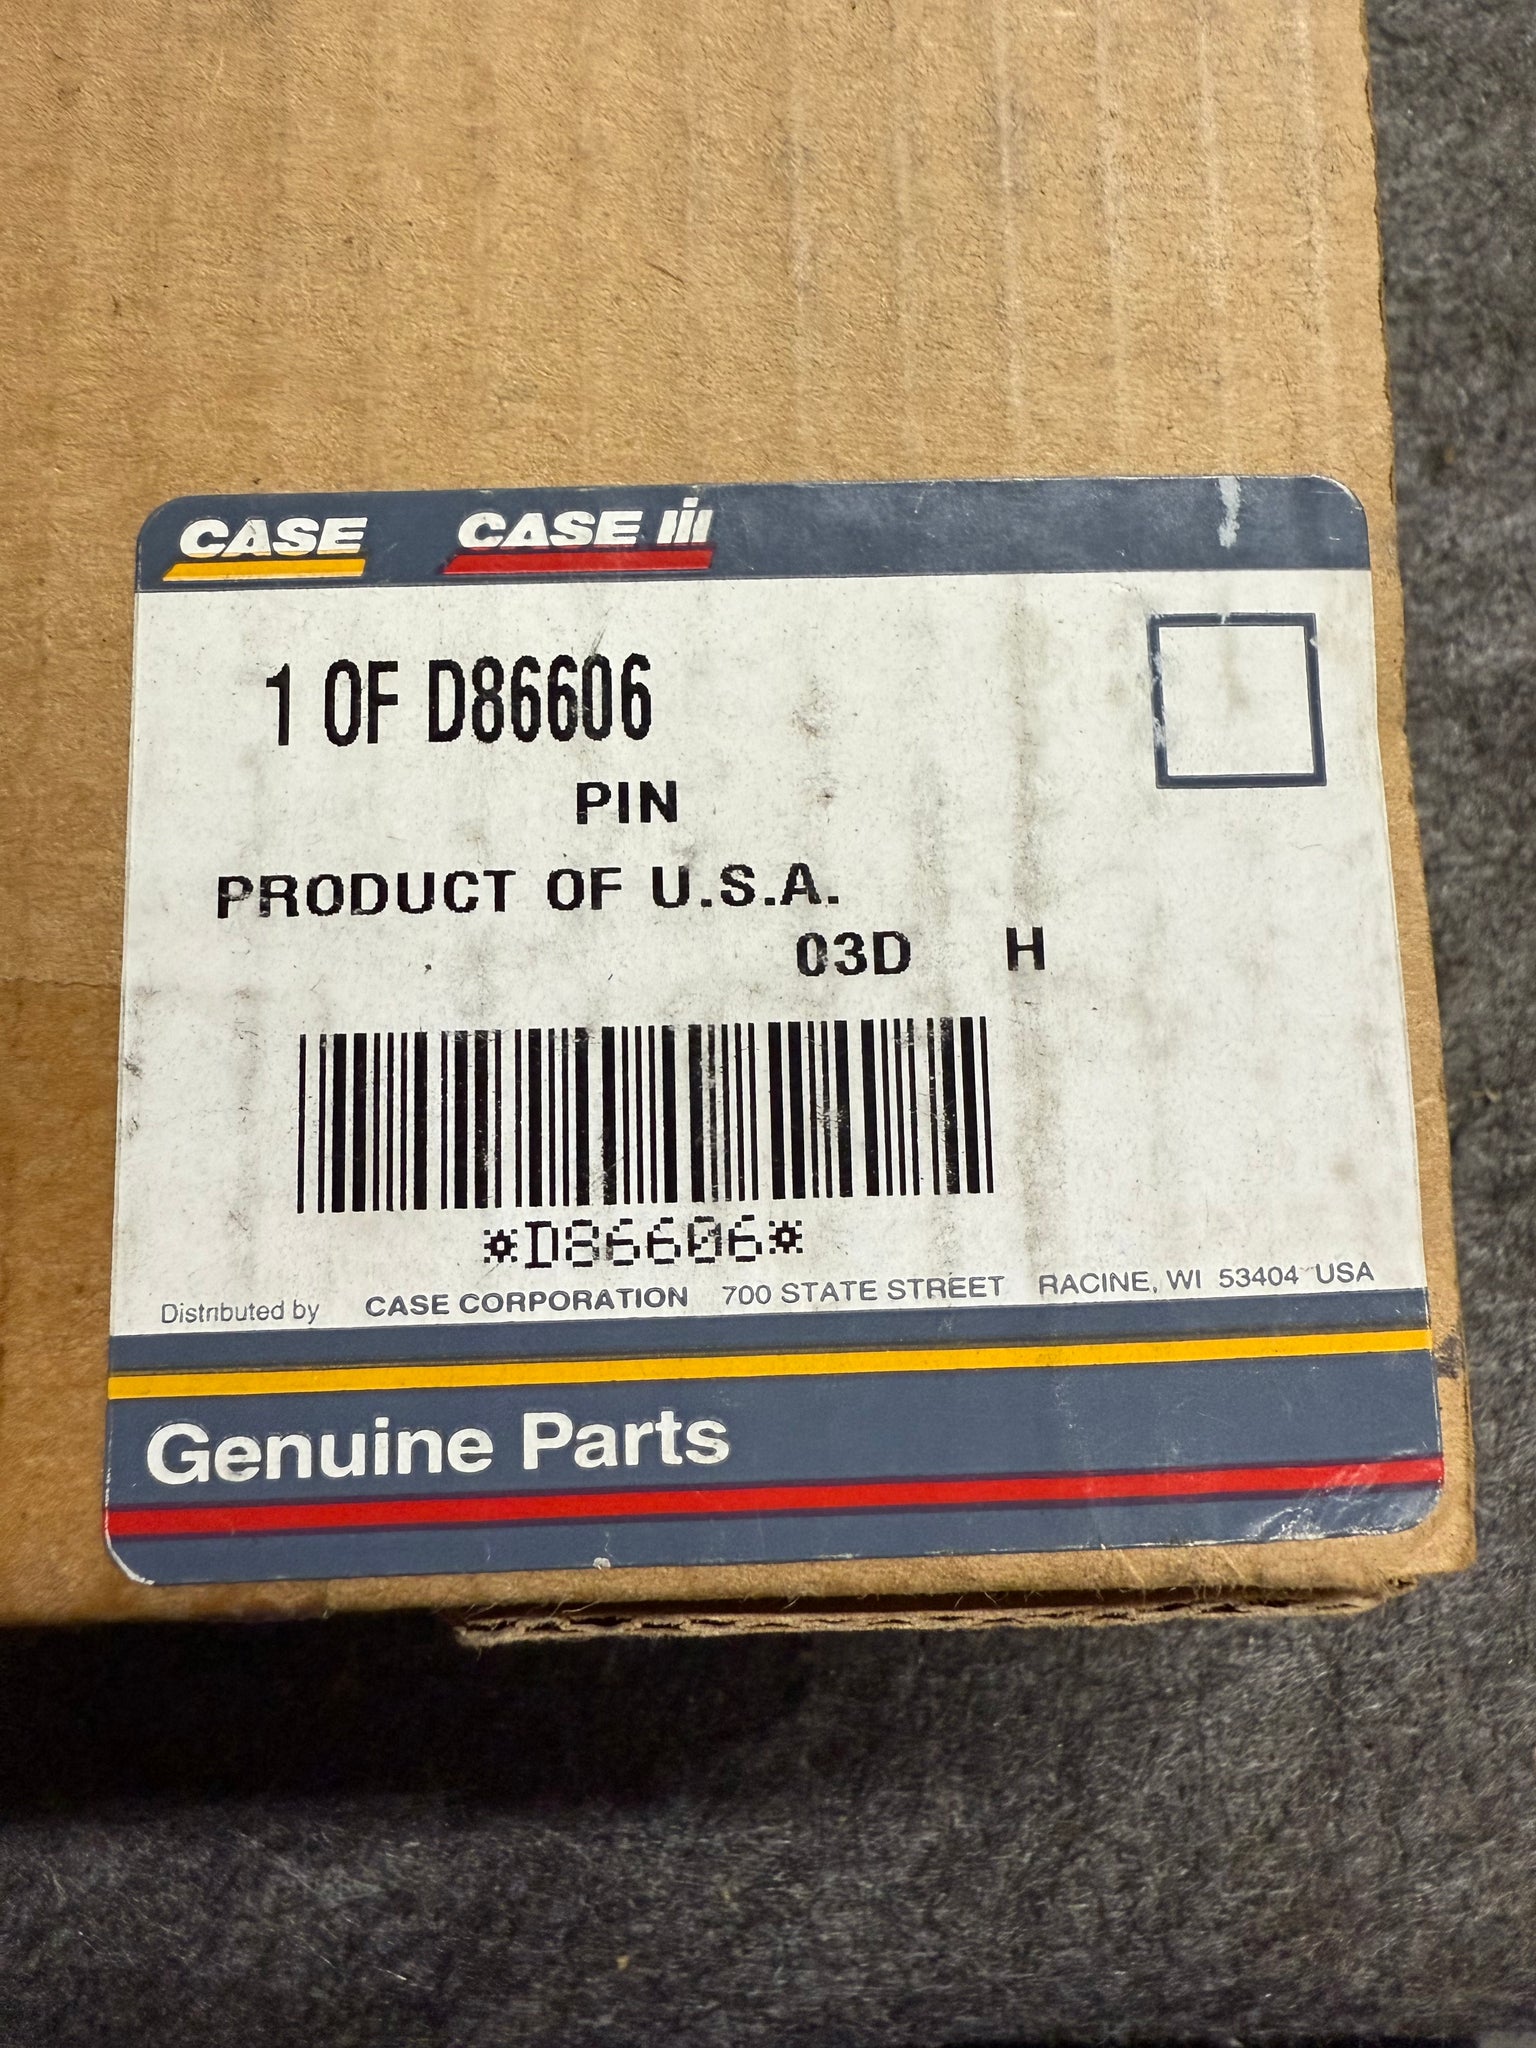 CASE CASE III
1 OF D86606
PIN
PRODUCT OF U.S.A.
03D H
*D86606*
Distributed by CASE CORPORATION 700 STATE STREET RACINE, WI 53404 USA
Genuine Parts